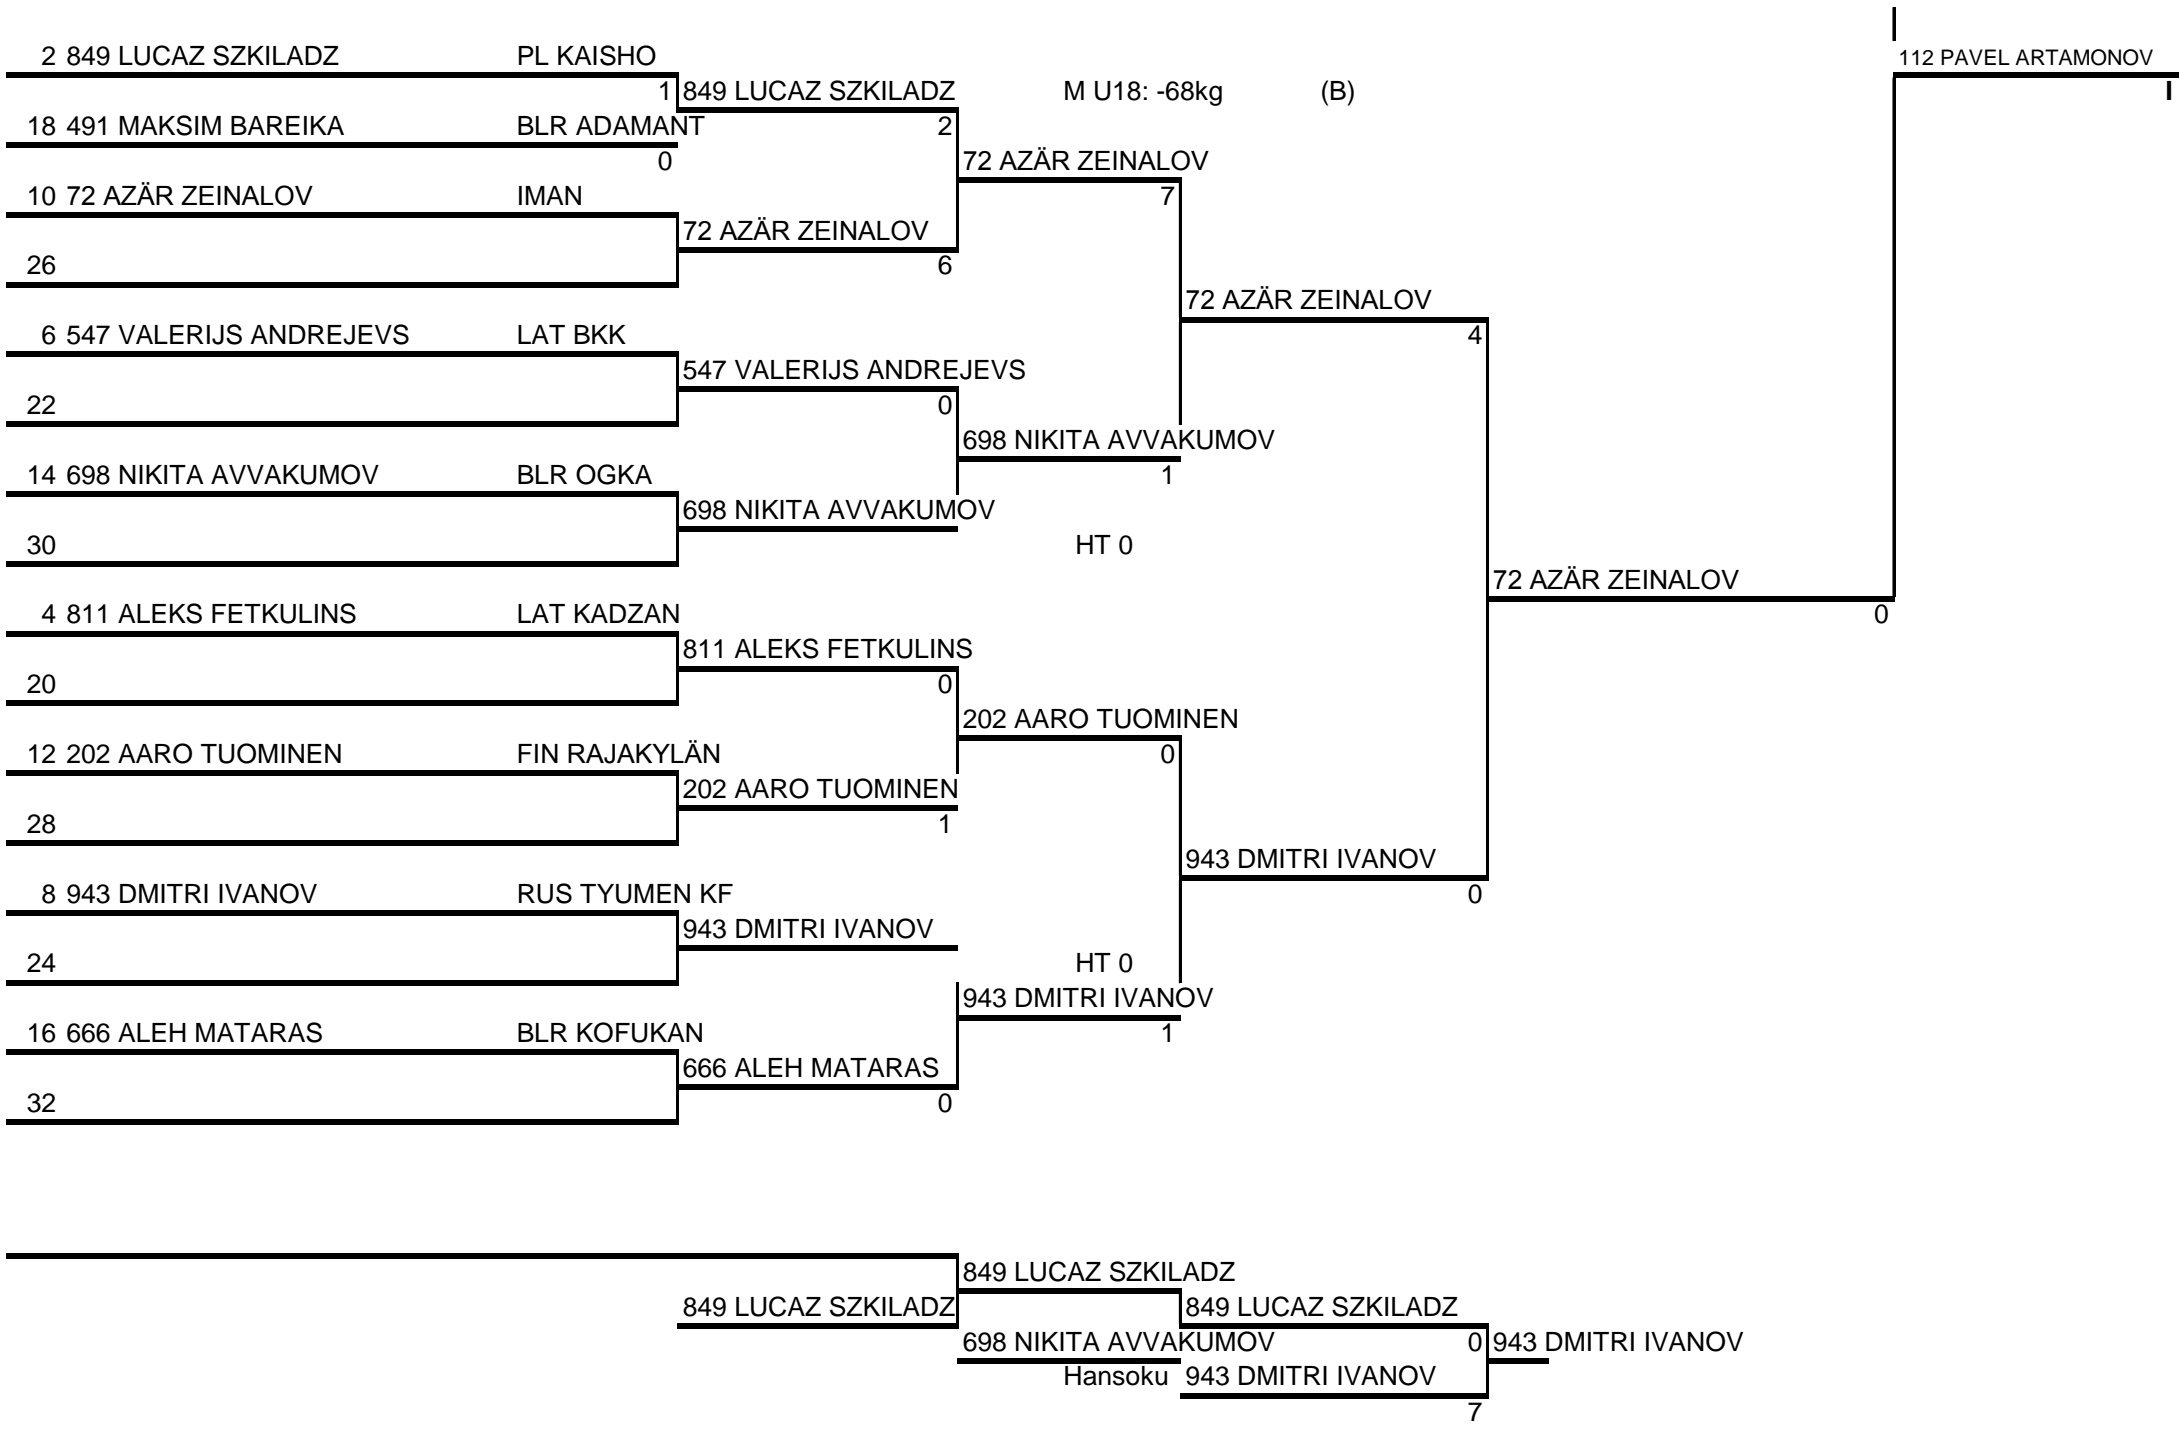 2 849 LUCAZ SZKILADZ PL KAISHO 112 PAVEL ARTAMONOV
1 849 LUCAZ SZKILADZ M U18: -68kg (B) I
18 491 MAKSIM BAREIKA BLR ADAMANT 2
0 72 AZÄR ZEINALOV
10 72 AZÄR ZEINALOV IMAN 7
72 AZÄR ZEINALOV
26 6
72 AZÄR ZEINALOV
6 547 VALERIJS ANDREJEVS LAT BKK 4
547 VALERIJS ANDREJEVS
22 0
698 NIKITA AVVAKUMOV
14 698 NIKITA AVVAKUMOV BLR OGKA 1
698 NIKITA AVVAKUMOV
30 HT 0
72 AZÄR ZEINALOV
4 811 ALEKS FETKULINS LAT KADZAN 0
811 ALEKS FETKULINS
20 0
202 AARO TUOMINEN
12 202 AARO TUOMINEN FIN RAJAKYLÄN 0
202 AARO TUOMINEN
28 1
943 DMITRI IVANOV
8 943 DMITRI IVANOV RUS TYUMEN KF 0
943 DMITRI IVANOV
24 HT 0
943 DMITRI IVANOV
16 666 ALEH MATARAS BLR KOFUKAN 1
666 ALEH MATARAS
32 0
849 LUCAZ SZKILADZ
849 LUCAZ SZKILADZ 849 LUCAZ SZKILADZ
698 NIKITA AVVAKUMOV 0 943 DMITRI IVANOV
Hansoku 943 DMITRI IVANOV
7